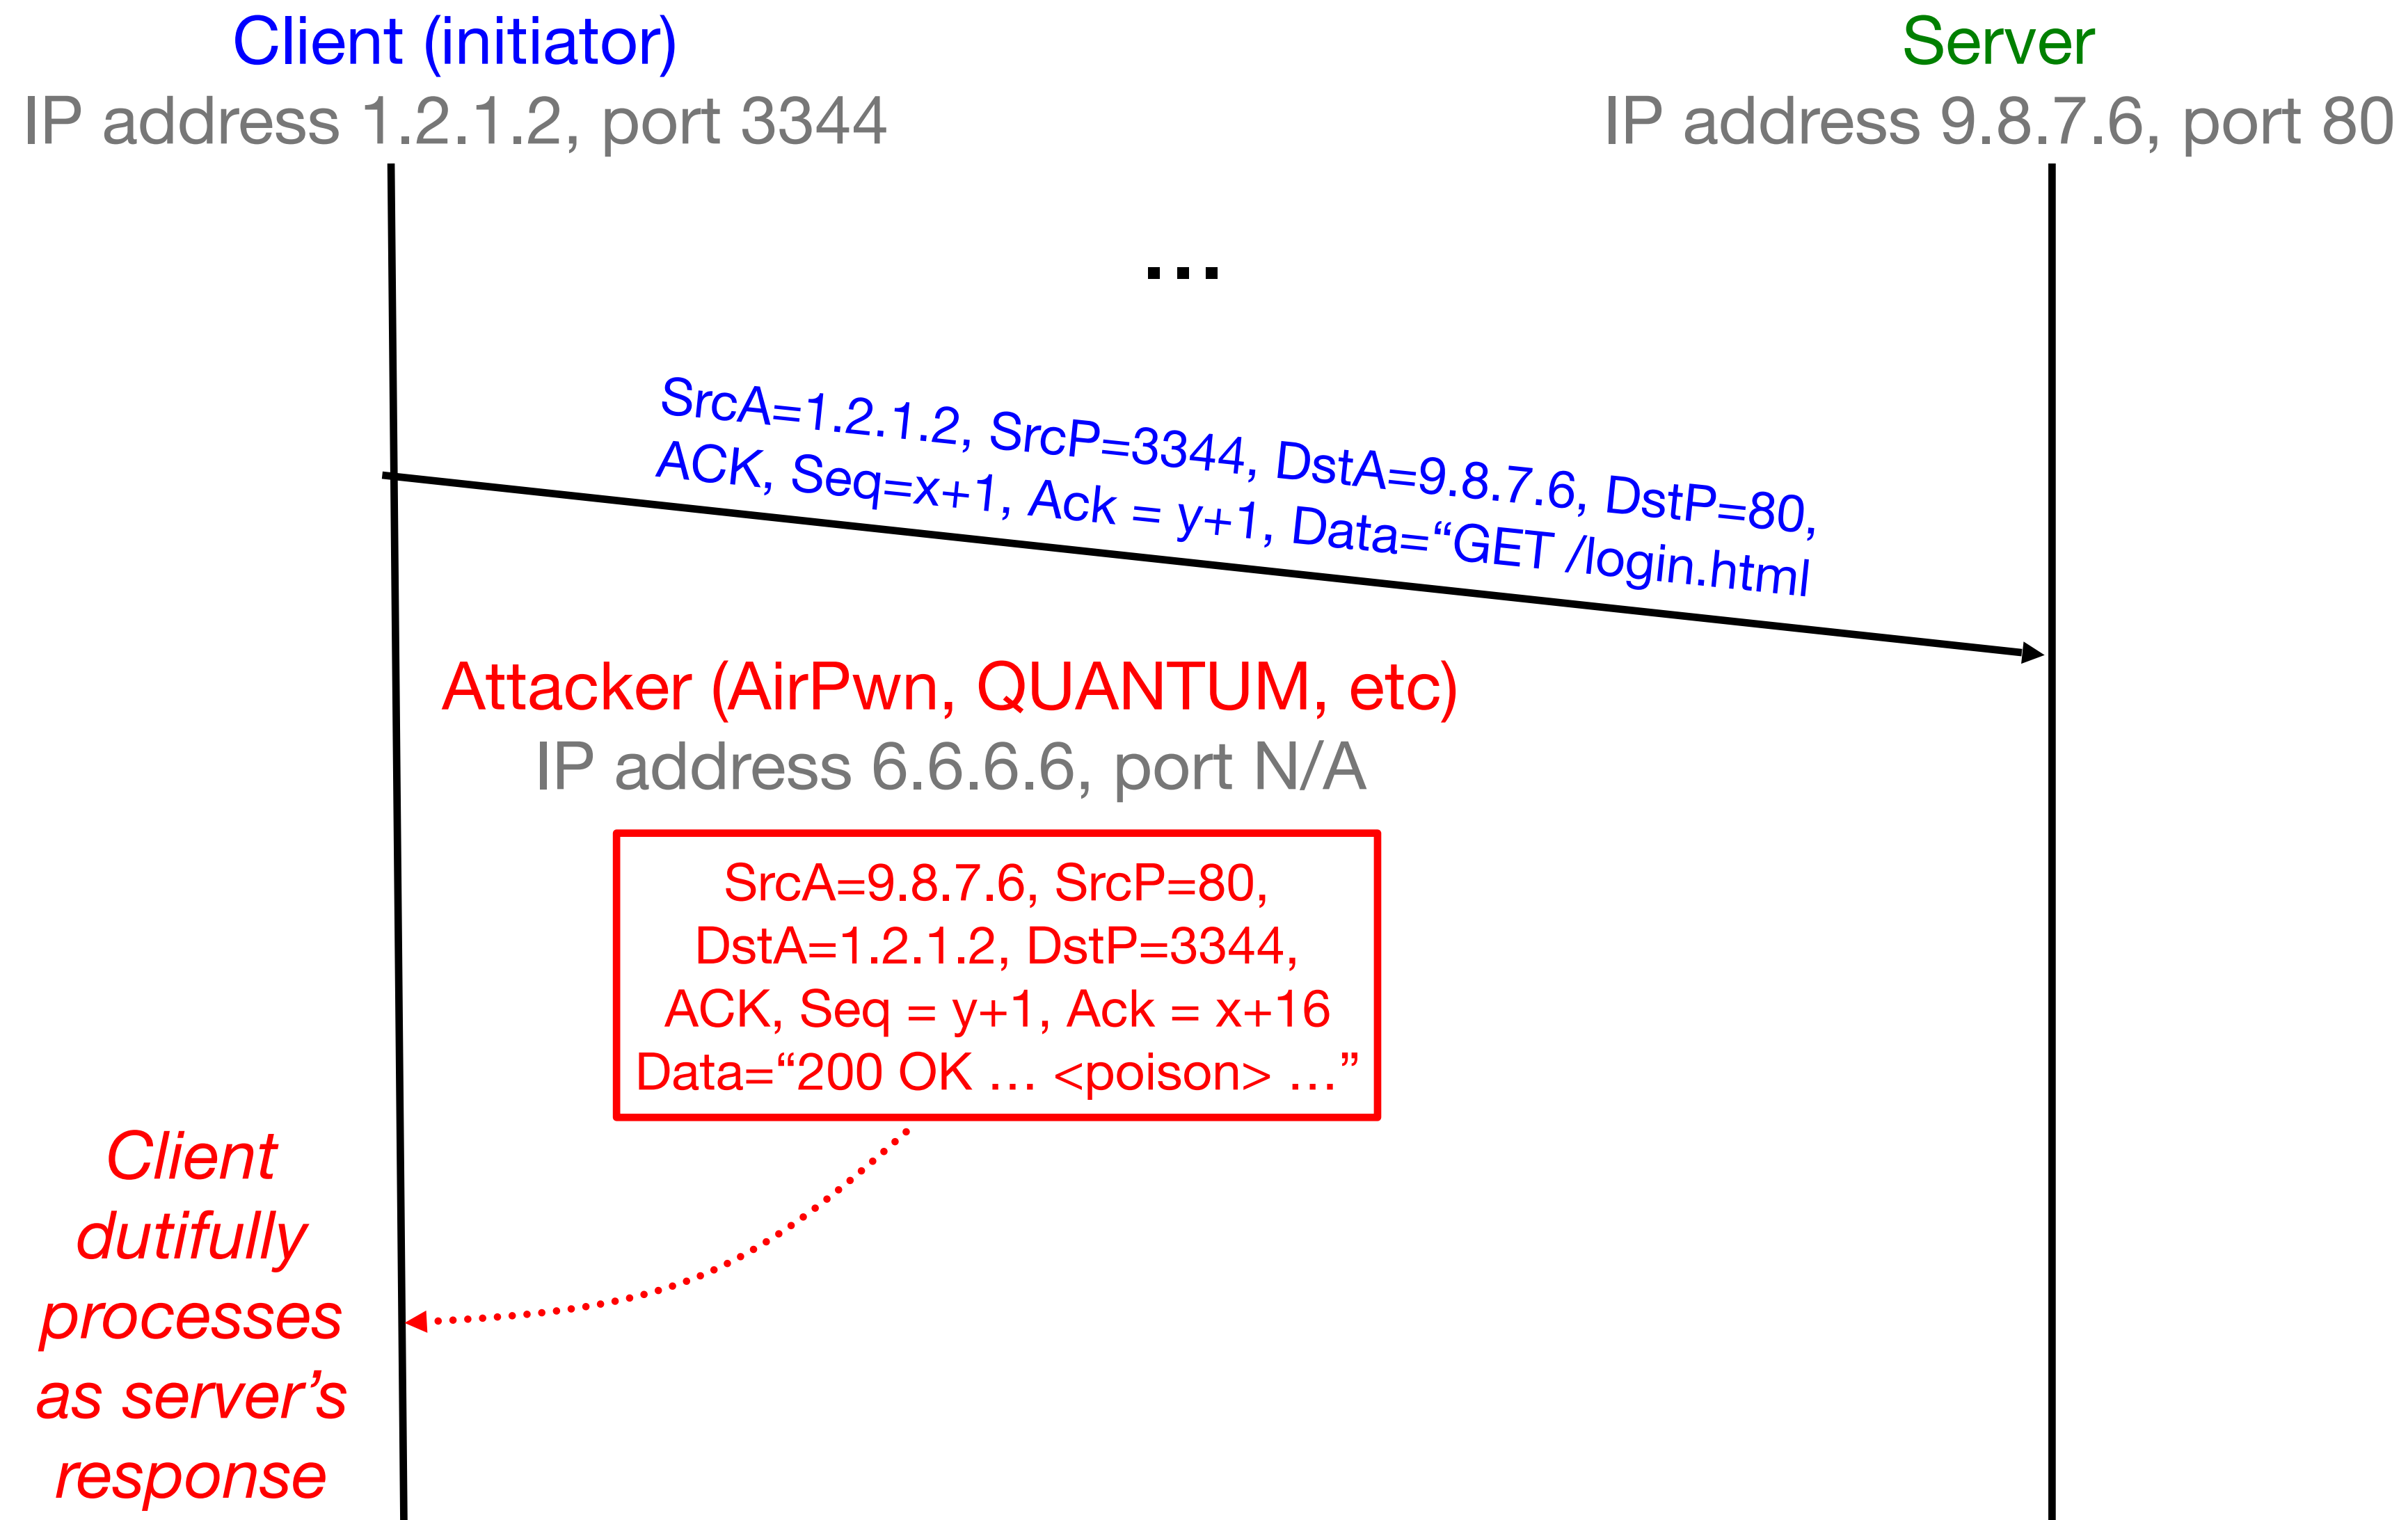 Client (initiator)
IP address 1.2.1.2, port 3344
Server
IP address 9.8.7.6, port 80
...
SrcA=1.2.1.2, SrcP=3344, DstA=9.8.7.6, DstP=80,
ACK, Seq=x+1, Ack = y+1, Data=“GET /login.html
Attacker (AirPwn, QUANTUM, etc)
IP address 6.6.6.6, port N/A
SrcA=9.8.7.6, SrcP=80,
DstA=1.2.1.2, DstP=3344,
ACK, Seq = y+1, Ack = x+16
Data=“200 OK … <poison> …”
Client
dutifully
processes
as server’s
response